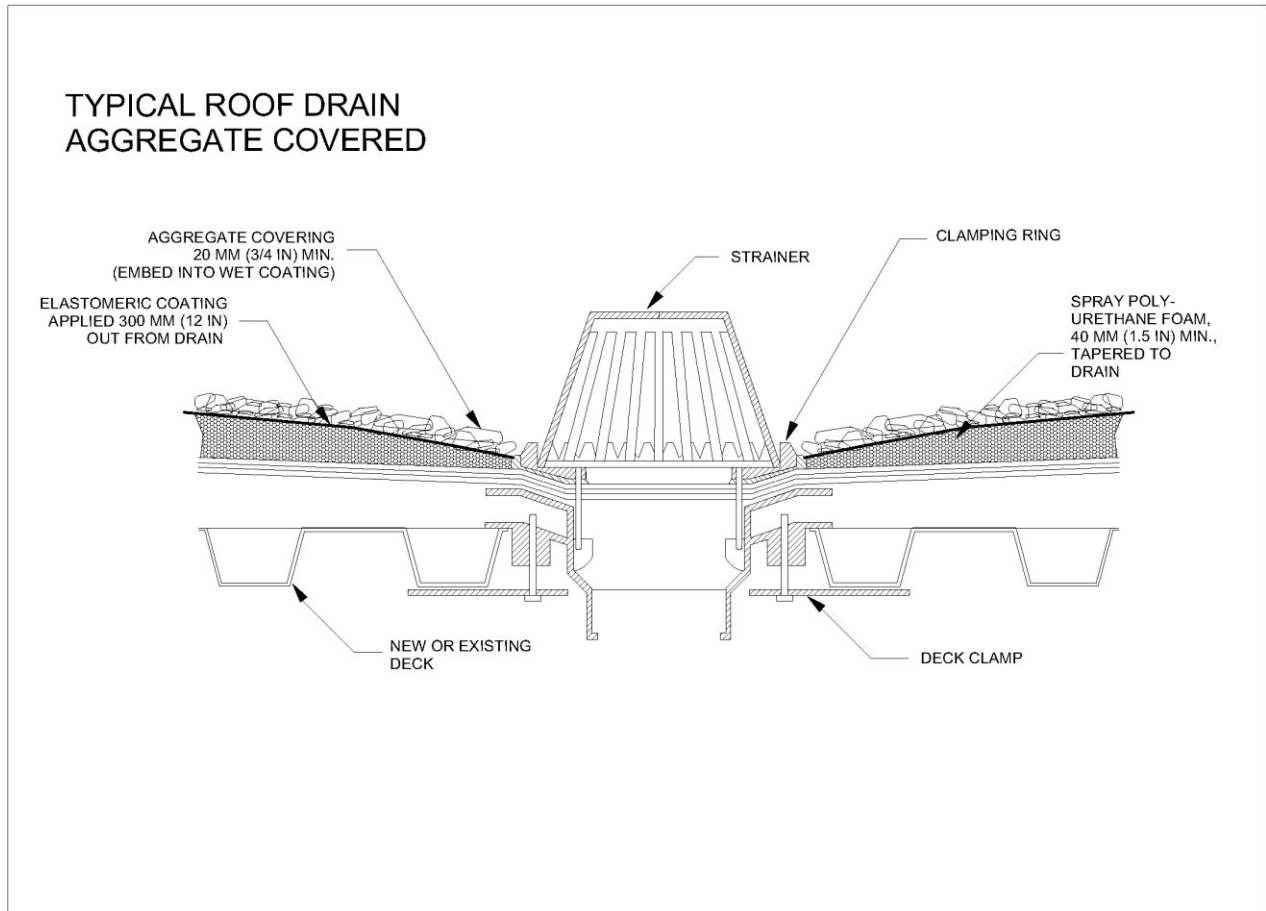 TYPICAL ROOF DRAIN
AGGREGATE COVERED
AGGREGATE COVERING
20 MM (3/4 IN) MIN.
(EMBED INTO WET COATING)
ELASTOMERIC COATING
APPLIED 300 MM (12 IN)
OUT FROM DRAIN
STRAINER
CLAMPING RING
SPRAY POLY-
URETHANE FOAM,
40 MM (1.5 IN) MIN.,
TAPERED TO
DRAIN
NEW OR EXISTING
DECK
DECK CLAMP